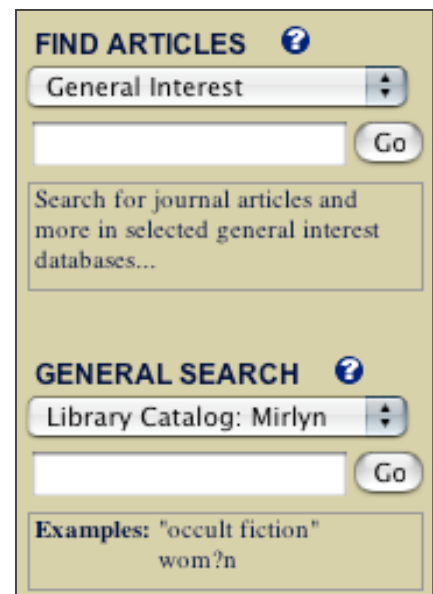 FIND ARTICLES ?
General Interest
Go
Search for journal articles and
more in selected general interest
databases...
GENERAL SEARCH ?
Library Catalog: Mirlyn
Go
Examples: "occult fiction"
wom?n